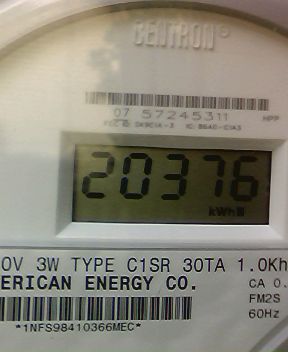 CENTRON®
07 57245311 HPP
20376
kWh
0V 3W TYPE C1SR 30TA 1.0Kh
ERICAN ENERGY CO.
CA 0.
FM2S
60Hz
*1NFS98410366MEC*